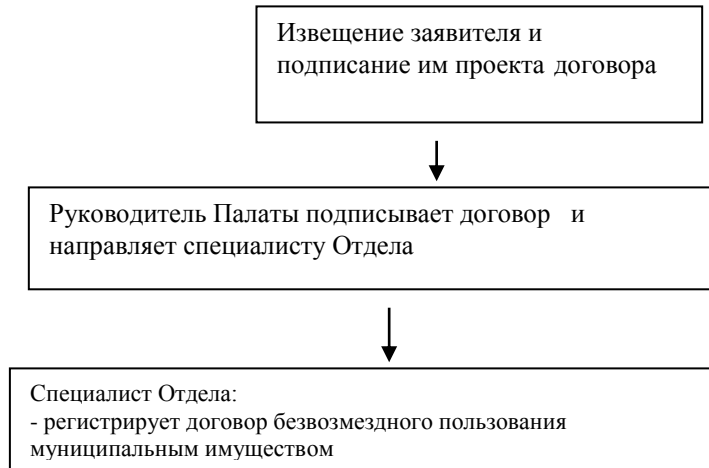 Извещение заявителя и
подписание им проекта договора
Руководитель Палаты подписывает договор и
направляет специалисту Отдела
Специалист Отдела:
- регистрирует договор безвозмездного пользования
муниципальным имуществом